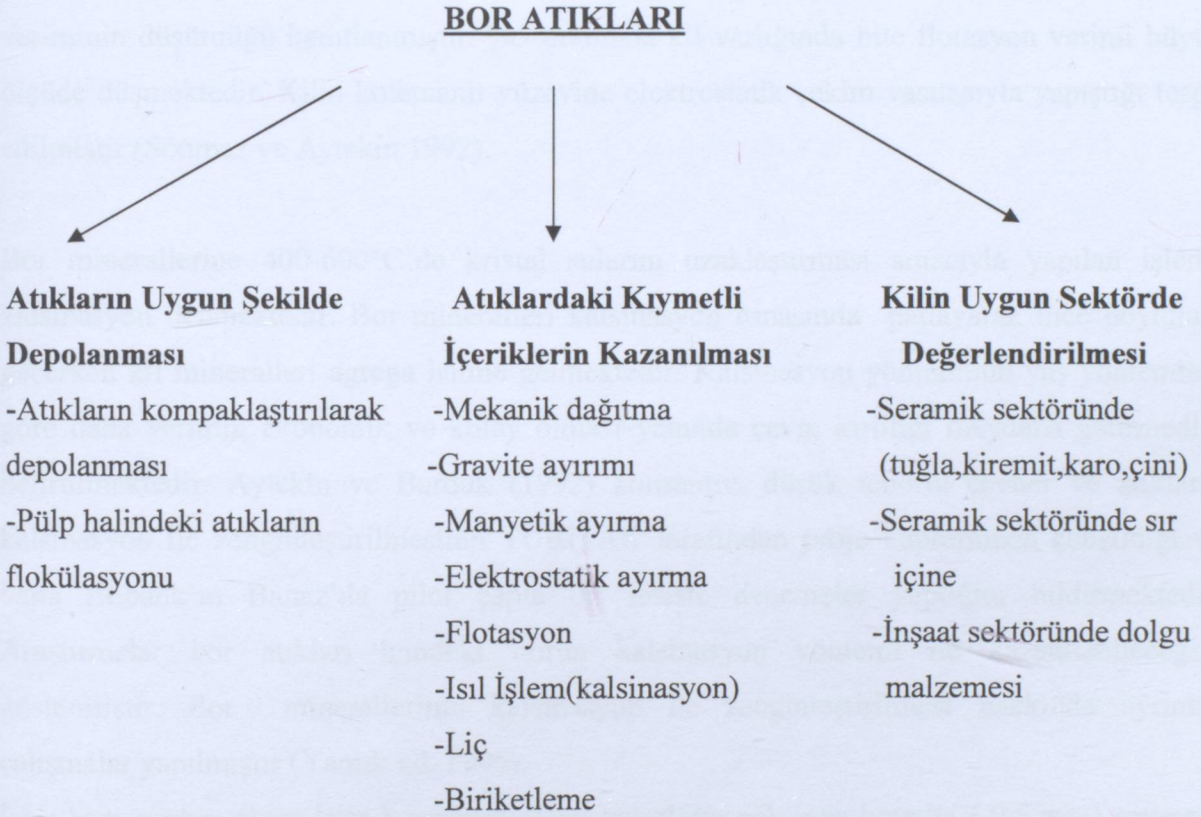 BOR ATIKLARI
Atıkların Uygun Şekilde
Depolanması
-Atıkların kompaklaştırılarak
depolanması
-Pülp halindeki atıkların
flokülasyonu
Atıklardaki Kıymetli
İçeriklerin Kazanılması
-Mekanik dağıtma
-Gravite ayırımı
-Manyetik ayırma
-Elektrostatik ayırma
-Flotasyon
-Isıl İşlem(kalsinasyon)
-Liç
-Biriketleme
Kilin Uygun Sektörde
Değerlendirilmesi
-Seramik sektöründe
(tuğla,kiremit,karo,çini)
-Seramik sektöründe sır
içine
-İnşaat sektöründe dolgu
malzemesi